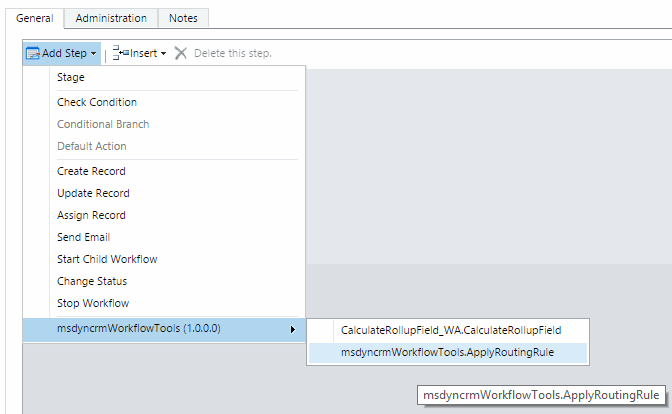 General Administration Notes
Add Step Insert Delete this step.
Stage
Check Condition
Conditional Branch
Default Action
Create Record
Update Record
Assign Record
Send Email
Start Child Workflow
Change Status
Stop Workflow
msdyncrmWorkflowTools (1.0.0.0)
CalculateRollupField_WA.CalculateRollupField
msdyncrmWorkflowTools.ApplyRoutingRule
msdyncrmWorkflowTools.ApplyRoutingRule